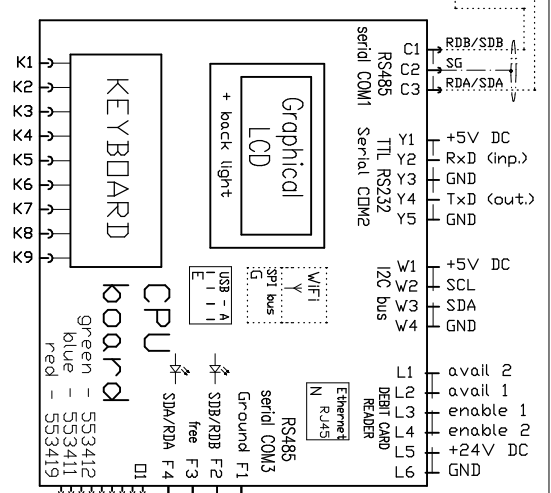 K1
K2
K3
K4
K5
K6
K7
K8
K9
KEYBOARD
Graphical
LCD
+ back light
RS485
serial COM1
C1 RDB/SDB
C2 SG
C3 RDA/SDA
TTL RS232
Serial COM2
Y1 +5V DC
Y2 RxD (inp.)
Y3 GND
Y4 TxD (out.)
Y5 GND
I2C bus
W1 +5V DC
W2 SCL
W3 SDA
W4 GND
USB - A
E
SPI bus
G
WiFi
CPU
board
green - 553412
blue - 553411
red - 553419
Ethernet
N RJ45
DEBIT CARD
READER
L1 avail 2
L2 avail 1
L3 enable 1
L4 enable 2
L5 +24V DC
L6 GND
RS485
serial COM3
Ground F1
SDB/RDB F2
free F3
SDA/RDA F4